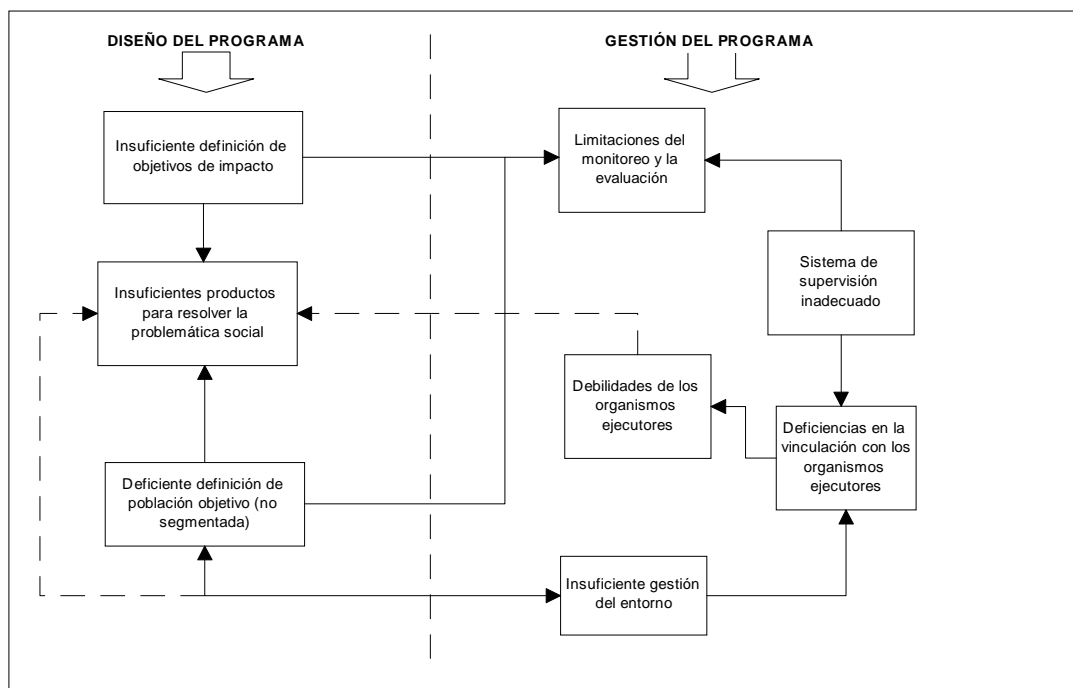 DISEÑO DEL PROGRAMA
GESTIÓN DEL PROGRAMA
Insuficiente definición de
objetivos de impacto
Limitaciones del
monitoreo y la
evaluación
Sistema de
supervisión
inadecuado
Insuficientes productos
para resolver la
problemática social
Debilidades de los
organismos
ejecutores
Deficiencias en la
vinculación con los
organismos
ejecutores
Deficiente definición de
población objetivo (no
segmentada)
Insuficiente gestión
del entorno